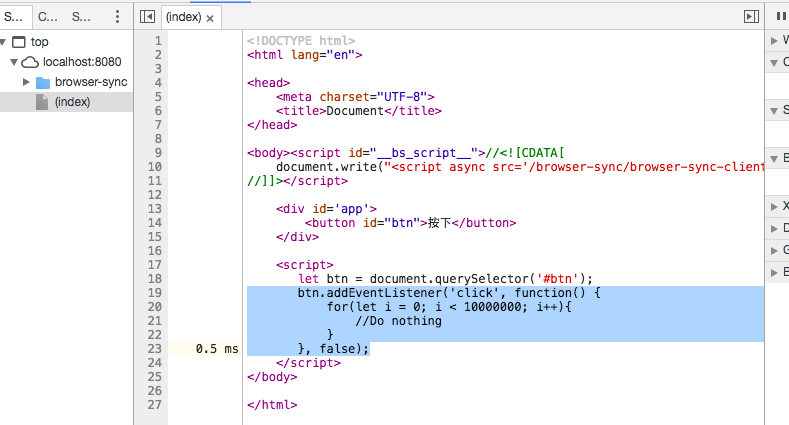 S...
C...
S...
(index) ×
top
localhost:8080
browser-sync
(index)
1 <!DOCTYPE html>
2 <html lang="en">
3
4 <head>
5 <meta charset="UTF-8">
6 <title>Document</title>
7 </head>
8
9 <body><script id="__bs_script__">//<![CDATA[
10 document.write("<script async src='/browser-sync/browser-sync-client
11 //]]></script>
12
13 <div id='app'>
14 <button id="btn">按下</button>
15 </div>
16
17 <script>
18 let btn = document.querySelector('#btn');
19 btn.addEventListener('click', function() {
20 for(let i = 0; i < 10000000; i++){
21 //Do nothing
22 }
23 0.5 ms }, false);
24 </script>
25 </body>
26
27 </html>
W
S
X
D
G